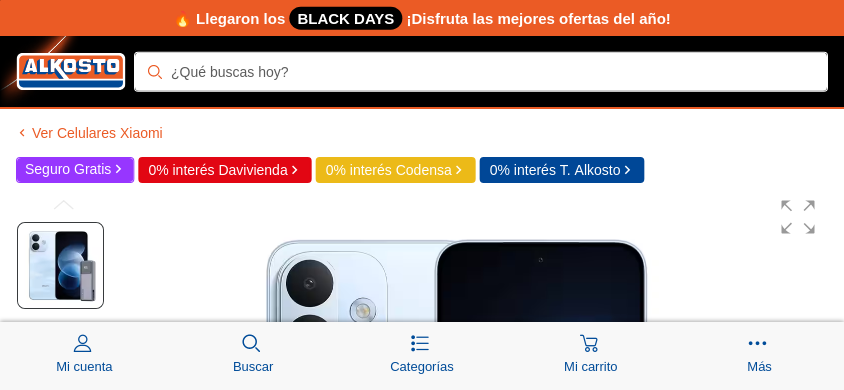 🔥 Llegaron los BLACK DAYS ¡Disfruta las mejores ofertas del año!
ALKOSTO
¿Qué buscas hoy?
Ver Celulares Xiaomi
Seguro Gratis
0% interés Davivienda
0% interés Codensa
0% interés T. Alkosto
Mi cuenta
Buscar
Categorías
Mi carrito
Más